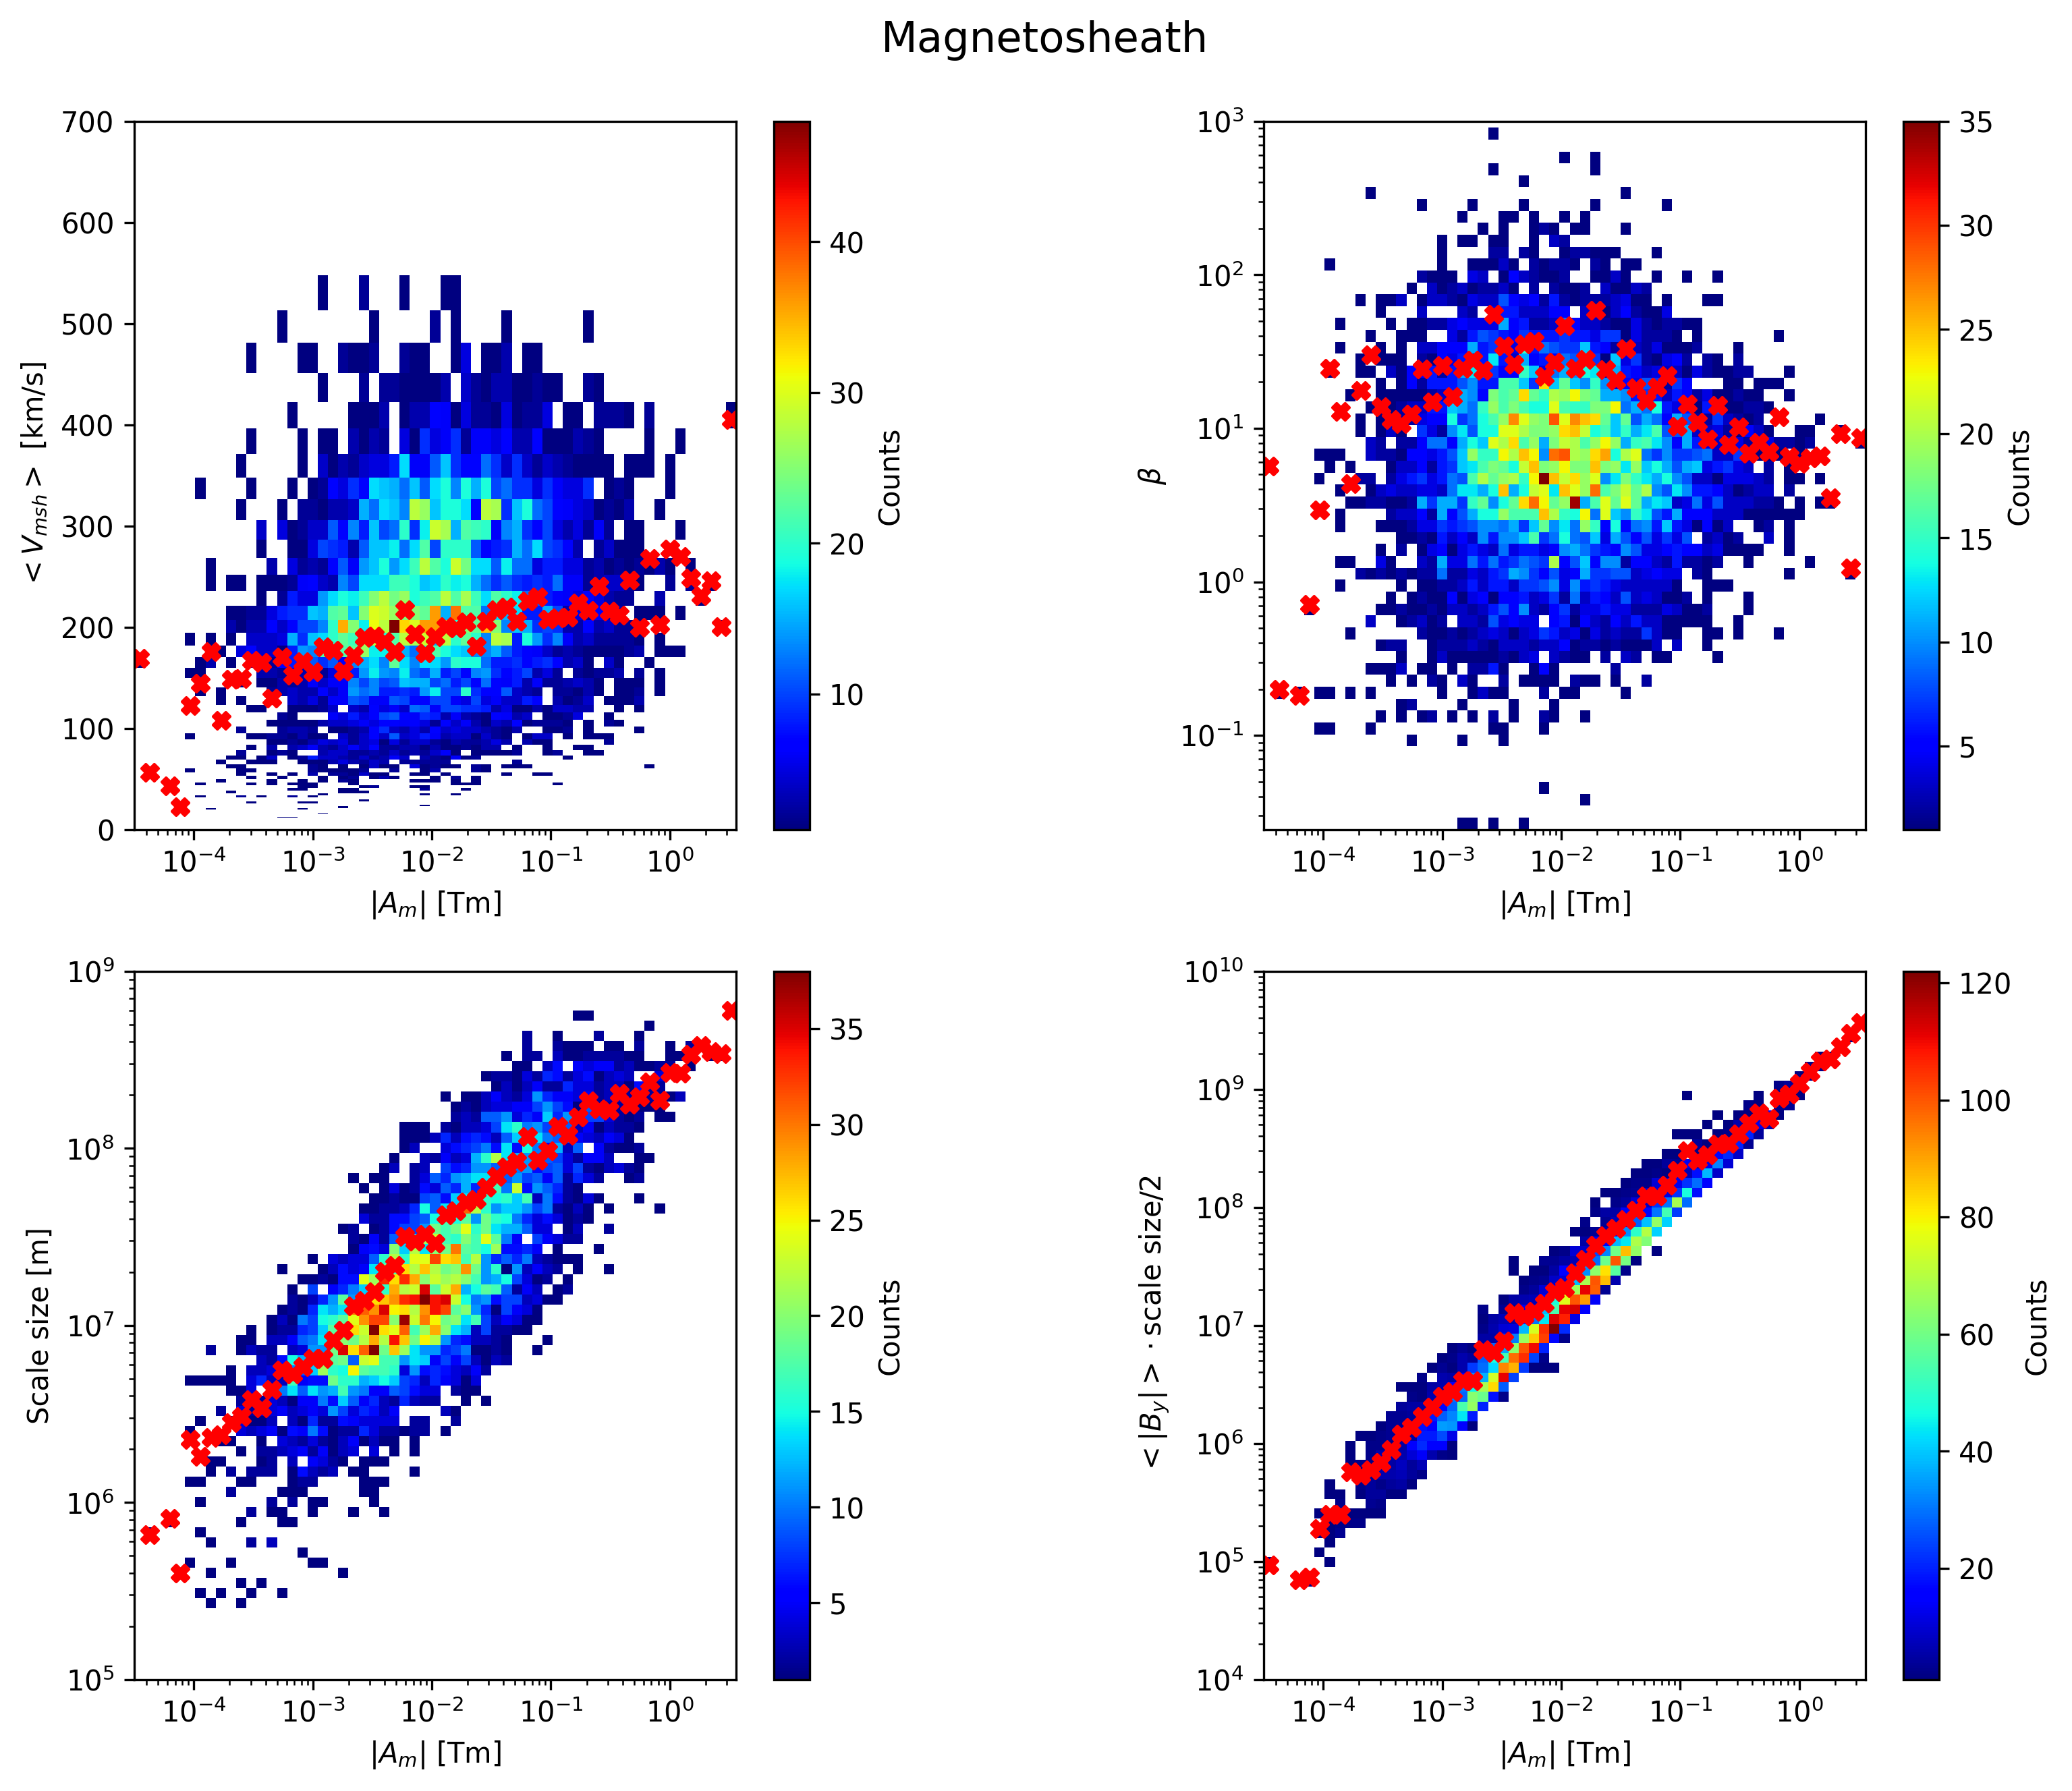 Magnetosheath
< V_{msh} > [km/s]
700
600
500
400
300
200
100
0
10^{-4} 10^{-3} 10^{-2} 10^{-1} 10^{0}
|A_m| [Tm]
40
30
20
10
Counts
β
10^{3}
10^{2}
10^{1}
10^{0}
10^{-1}
10^{-4} 10^{-3} 10^{-2} 10^{-1} 10^{0}
|A_m| [Tm]
35
30
25
20
15
10
5
Counts
Scale size [m]
10^{9}
10^{8}
10^{7}
10^{6}
10^{5}
10^{-4} 10^{-3} 10^{-2} 10^{-1} 10^{0}
|A_m| [Tm]
35
30
25
20
15
10
5
Counts
< |B_y| > · scale size/2
10^{10}
10^{9}
10^{8}
10^{7}
10^{6}
10^{5}
10^{4}
10^{-4} 10^{-3} 10^{-2} 10^{-1} 10^{0}
|A_m| [Tm]
120
100
80
60
40
20
Counts